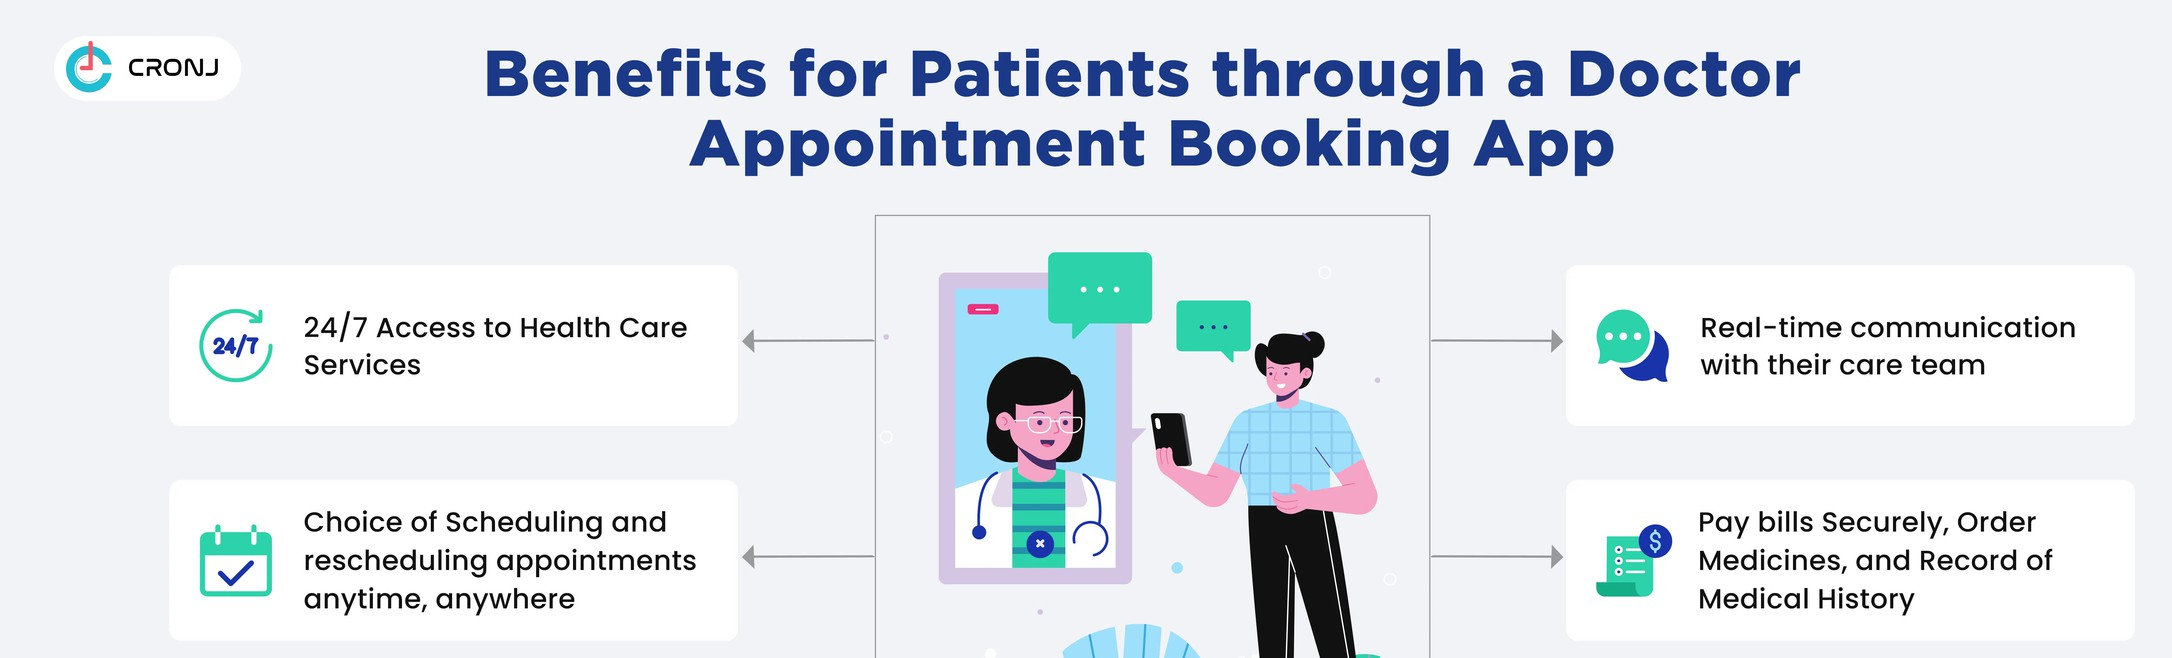 CRONJ
Benefits for Patients through a Doctor
Appointment Booking App
24/7
24/7 Access to Health Care
Services
Choice of Scheduling and
rescheduling appointments
anytime, anywhere
Real-time communication
with their care team
$
Pay bills Securely, Order
Medicines, and Record of
Medical History